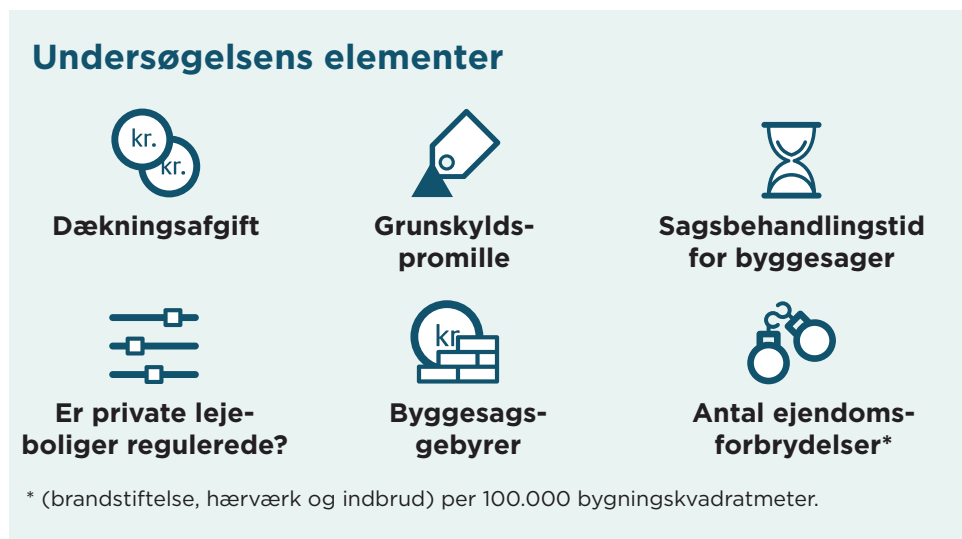 Undersøgelsens elementer
kr.
kr.
Dækningsafgift
Grunskylds-
promille
Sagsbehandlingstid
for byggesager
Er private leje-
boliger regulerede?
kr
Byggesags-
gebyrer
Antal ejendoms-
forbrydelser*
* (brandstiftelse, hærværk og indbrud) per 100.000 bygningskvadratmeter.